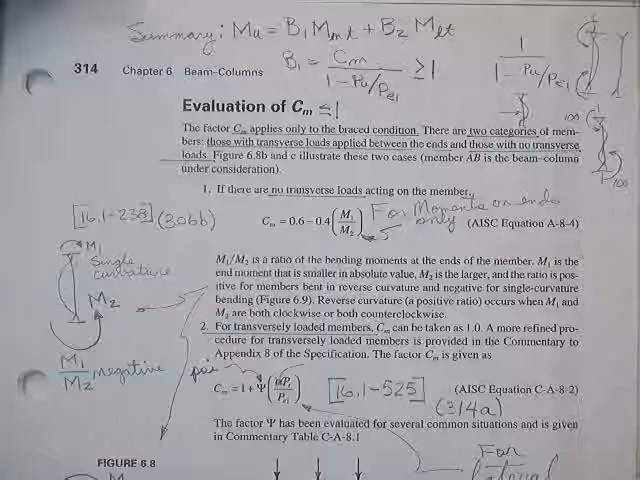 Summary: Mu = B1 Mnt + B2 Mlt
B1 = Cm / (1 - Pu/Pe1) ≥ 1
1 / (1 - Pu/Pe1)
314 Chapter 6 Beam-Columns
Evaluation of Cm ≤ 1
The factor Cm applies only to the braced condition. There are two categories of mem-
bers: those with transverse loads applied between the ends and those with no transverse
loads. Figure 6.8b and c illustrate these two cases (member AB is the beam-column
under consideration).
1. If there are no transverse loads acting on the member,
[16.1-238] (306b)
For Moments on ends
only
Cm = 0.6 – 0.4(M1/M2) (AISC Equation A-8-4)
M1
Single
curvature
M2
M1/M2 negative
M1/M2 is a ratio of the bending moments at the ends of the member. M1 is the
end moment that is smaller in absolute value, M2 is the larger, and the ratio is pos-
itive for members bent in reverse curvature and negative for single-curvature
bending (Figure 6.9). Reverse curvature (a positive ratio) occurs when M1 and
M2 are both clockwise or both counterclockwise.
2. For transversely loaded members, Cm can be taken as 1.0. A more refined pro-
cedure for transversely loaded members is provided in the Commentary to
Appendix 8 of the Specification. The factor Cm is given as
psi
Cm = 1 + Ψ(αPr/Pe1) [16.1-525] (AISC Equation C-A-8-2)
(314a)
The factor Ψ has been evaluated for several common situations and is given
in Commentary Table C-A-8.1
For
lateral
FIGURE 6.8